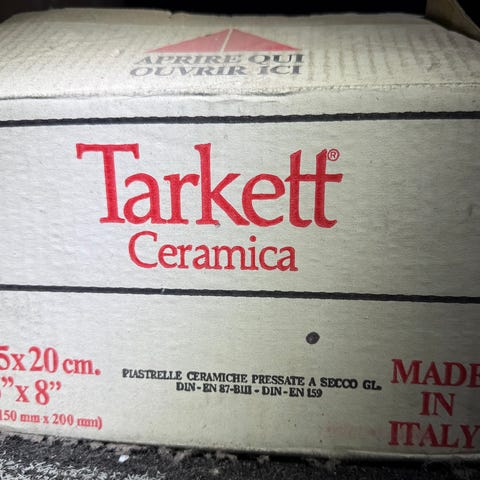 APRIRE QUI
OUVRIR ICI
Tarkett®
Ceramica
5x20 cm.
"x 8"
150 mm x 200 mm)
PIASTRELLE CERAMICHE PRESSATE A SECCO GL.
DIN - EN 87-BIII - DIN - EN 159
MADE
IN
ITALY